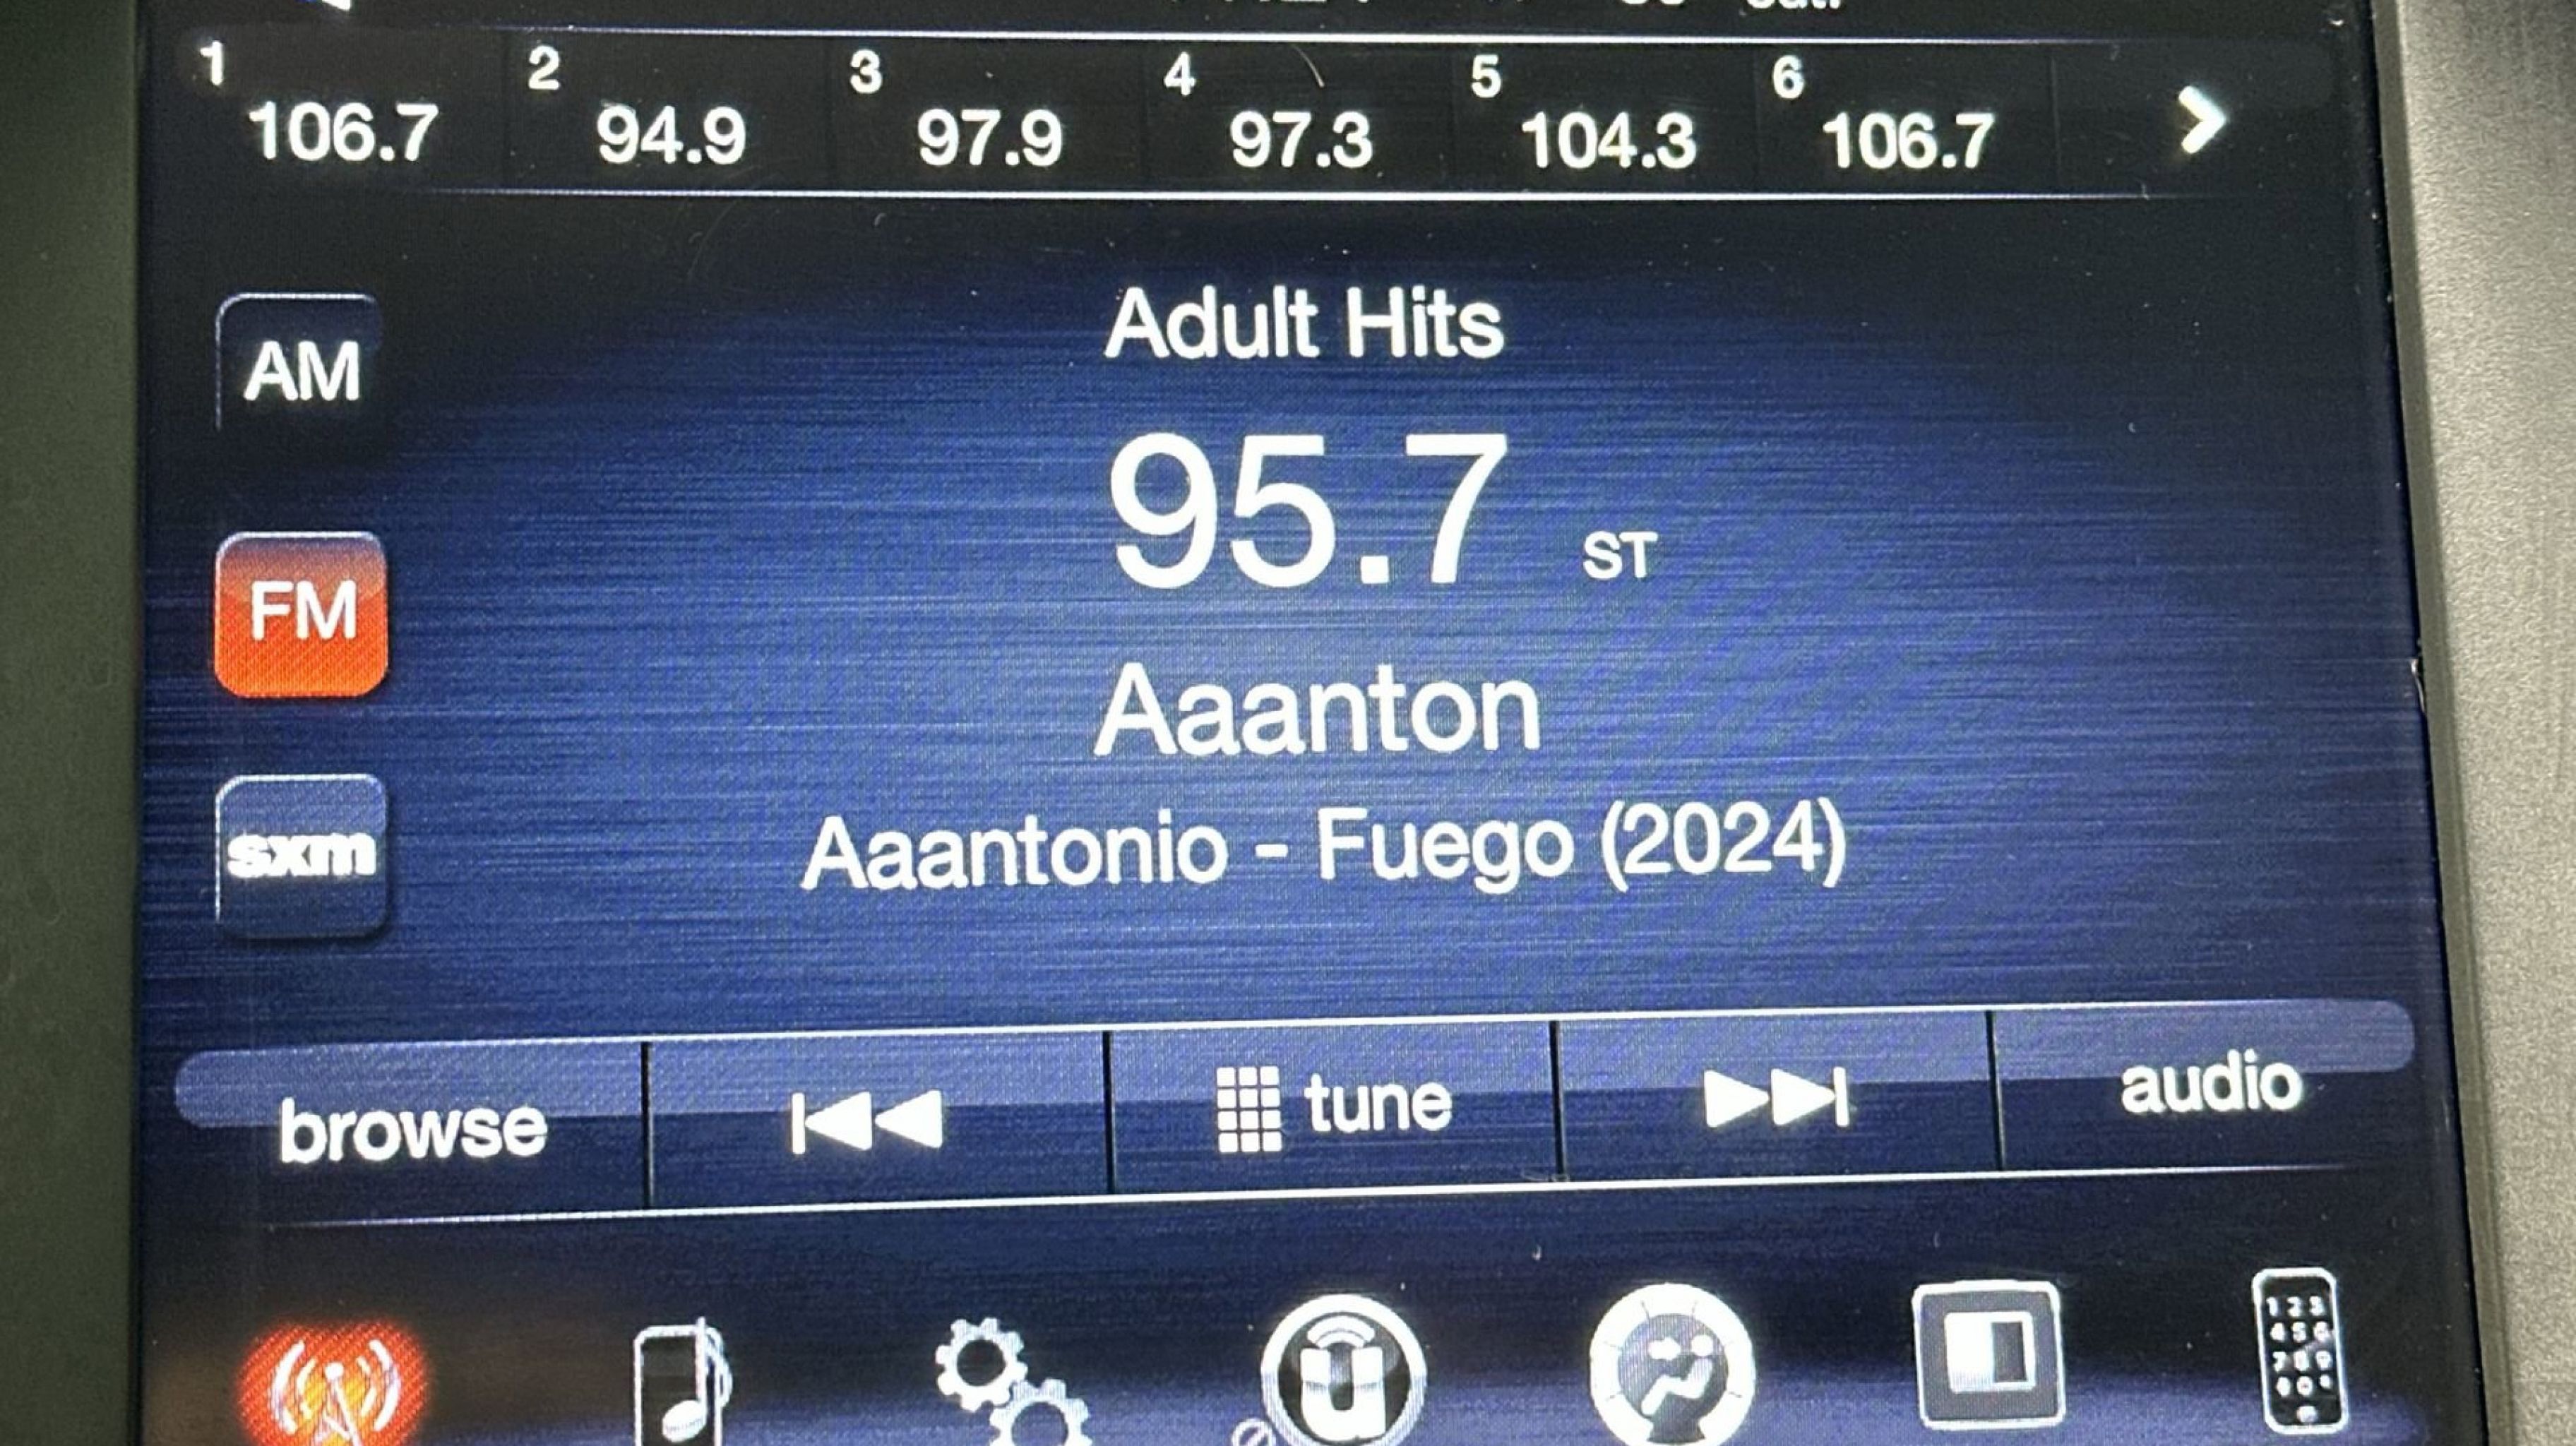 1 2 3 4 5 6
106.7 94.9 97.9 97.3 104.3 106.7
Adult Hits
AM
95.7 ST
FM
Aaanton
Aaantonio - Fuego (2024)
sxm
browse tune audio